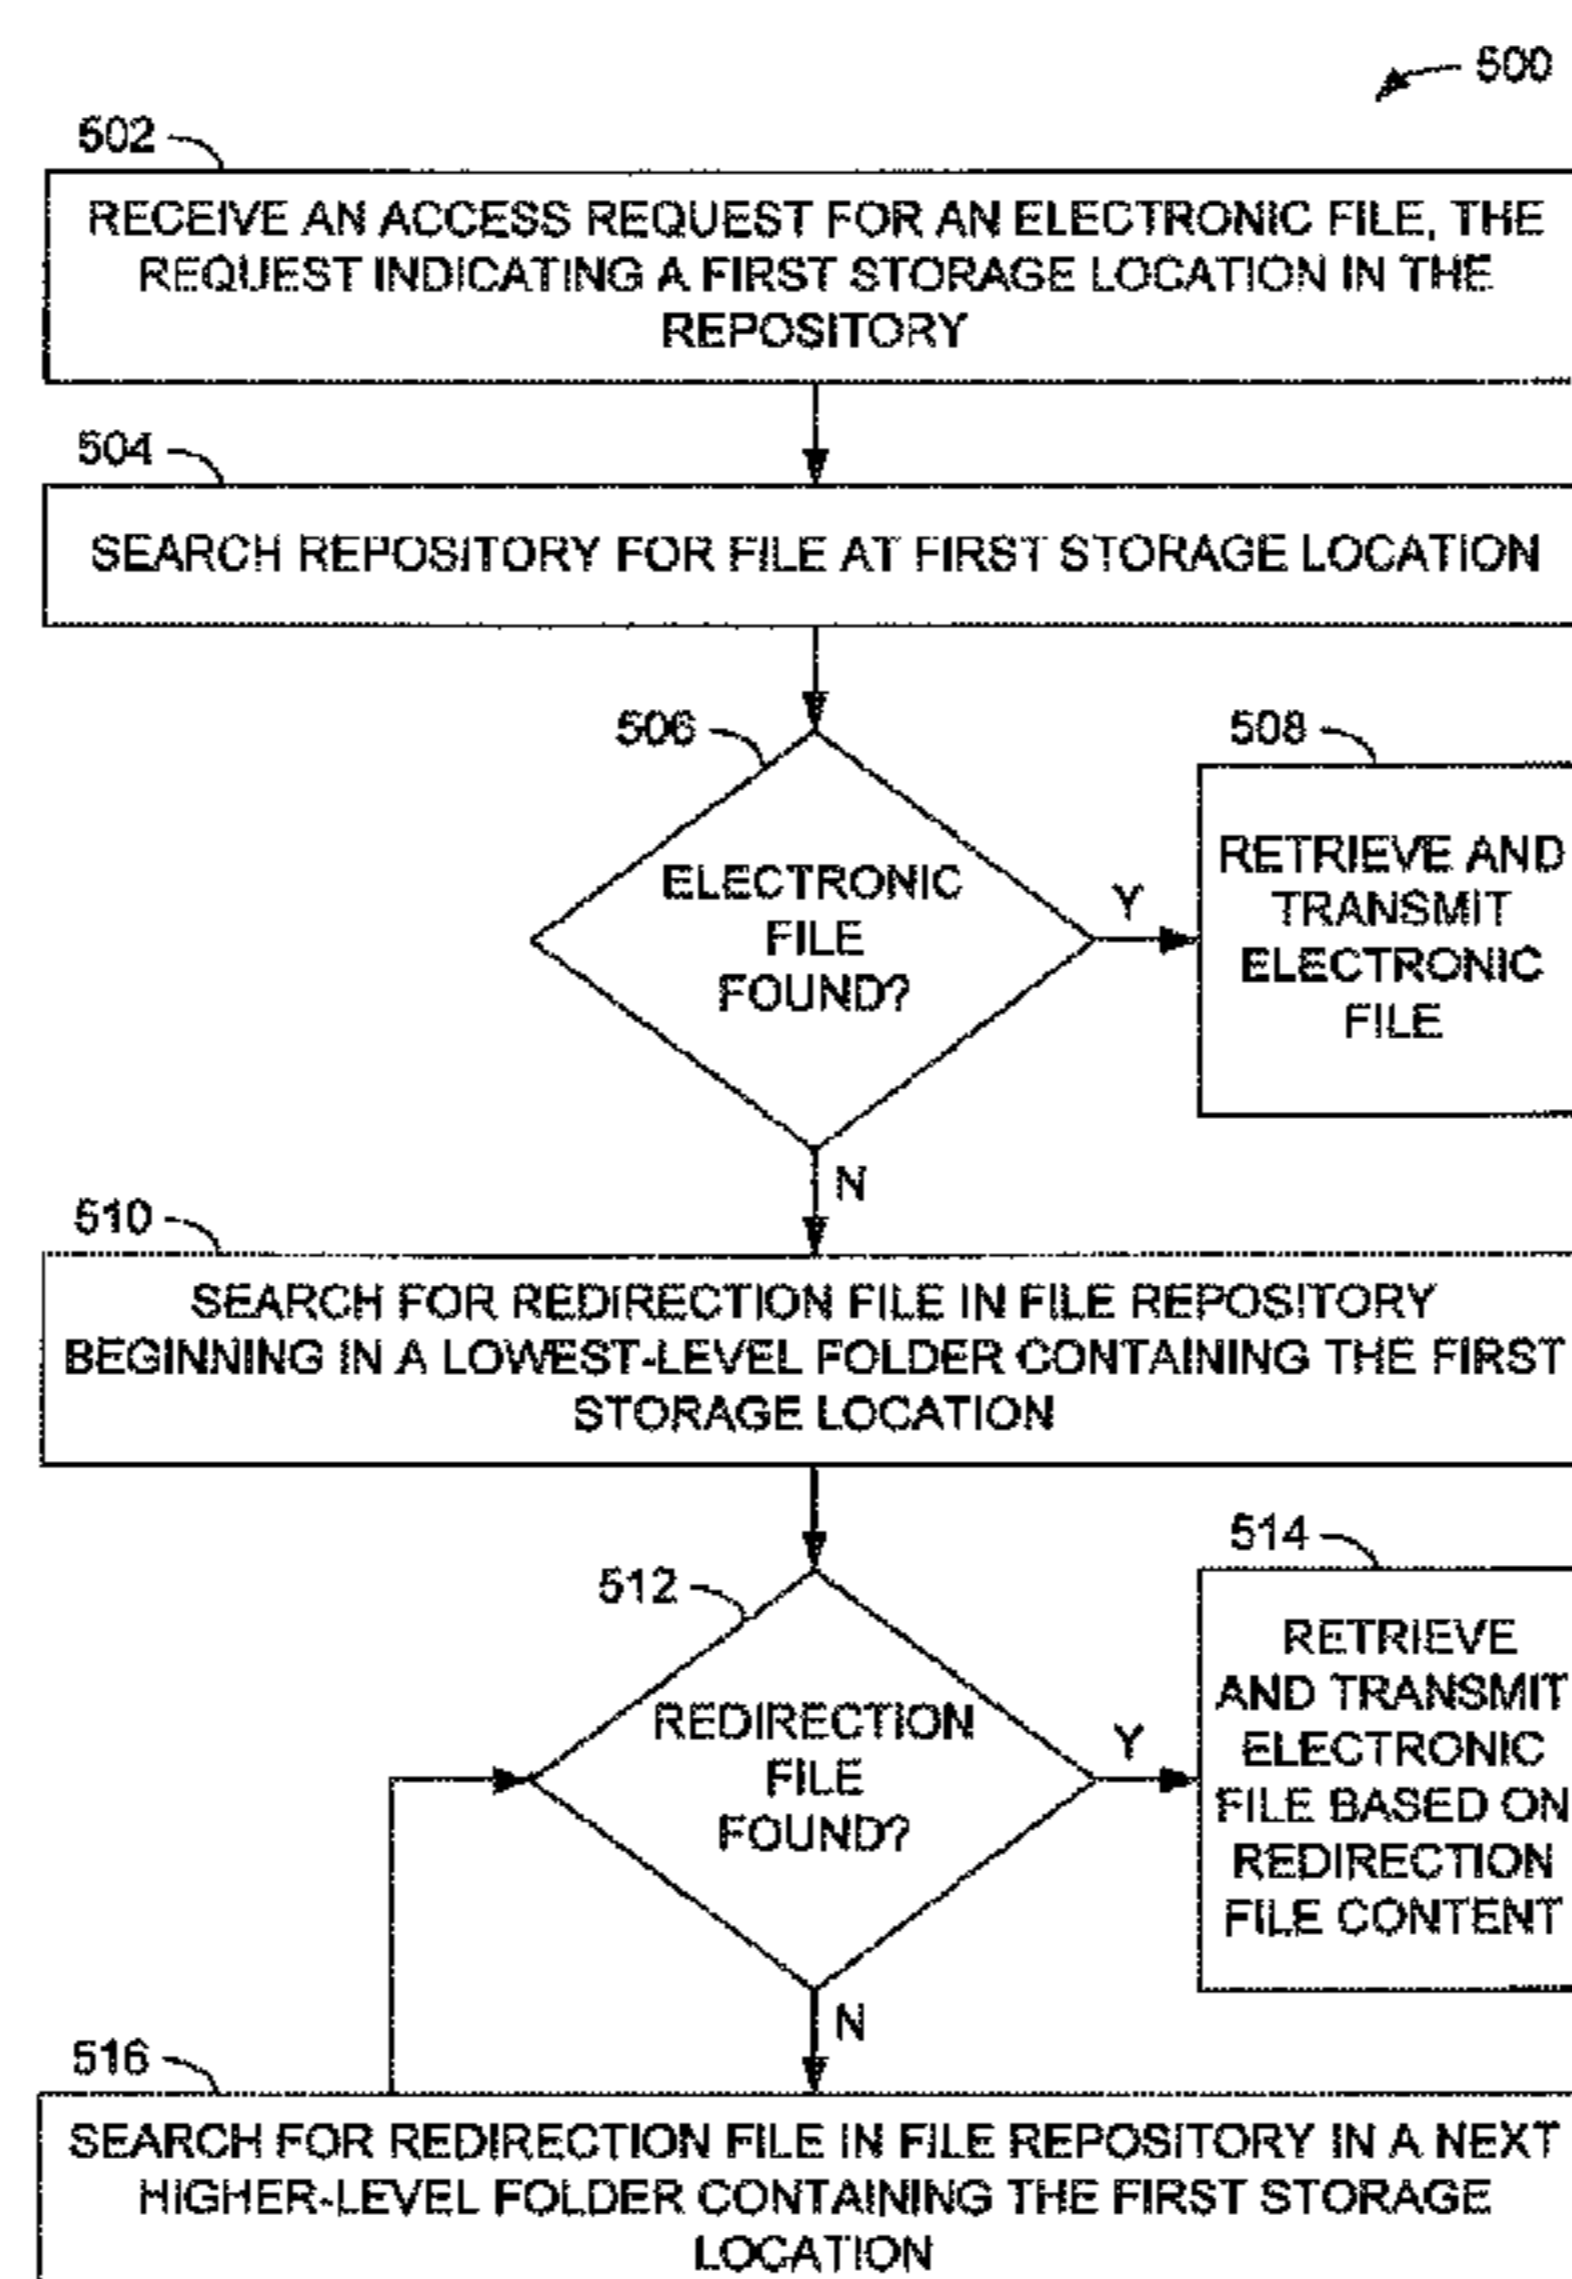 500
502
RECEIVE AN ACCESS REQUEST FOR AN ELECTRONIC FILE, THE
REQUEST INDICATING A FIRST STORAGE LOCATION IN THE
REPOSITORY
504
SEARCH REPOSITORY FOR FILE AT FIRST STORAGE LOCATION
506
ELECTRONIC
FILE
FOUND?
Y
508
RETRIEVE AND
TRANSMIT
ELECTRONIC
FILE
N
510
SEARCH FOR REDIRECTION FILE IN FILE REPOSITORY
BEGINNING IN A LOWEST-LEVEL FOLDER CONTAINING THE FIRST
STORAGE LOCATION
512
REDIRECTION
FILE
FOUND?
Y
514
RETRIEVE
AND TRANSMIT
ELECTRONIC
FILE BASED ON
REDIRECTION
FILE CONTENT
N
516
SEARCH FOR REDIRECTION FILE IN FILE REPOSITORY IN A NEXT
HIGHER-LEVEL FOLDER CONTAINING THE FIRST STORAGE
LOCATION